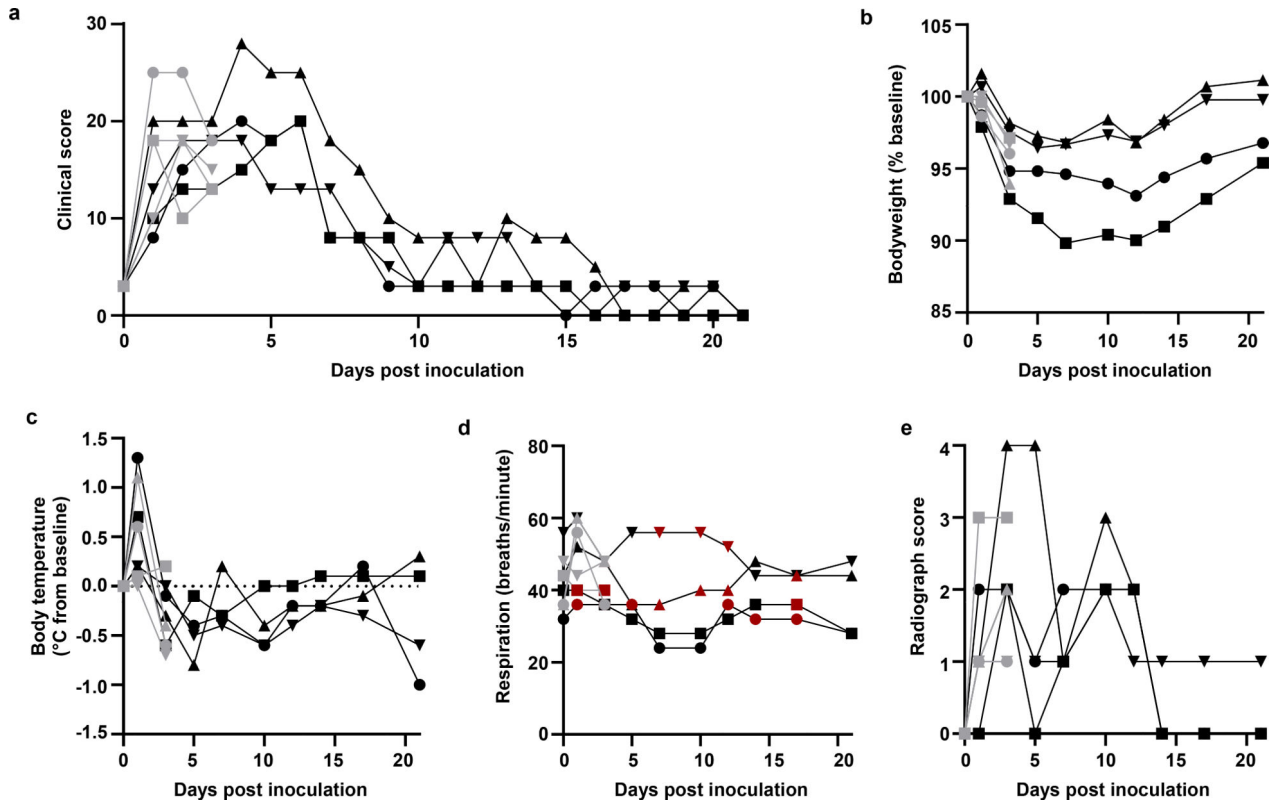 a
30
20
10
0
Clinical score
0 5 10 15 20
Days post inoculation
b
105
100
95
90
85
Bodyweight (% baseline)
0 5 10 15 20
Days post inoculation
c
1.5
1.0
0.5
0.0
-0.5
-1.0
-1.5
Body temperature
(°C from baseline)
0 5 10 15 20
Days post inoculation
d
80
60
40
20
0
Respiration (breaths/minute)
0 5 10 15 20
Days post inoculation
e
4
3
2
1
0
Radiograph score
0 5 10 15 20
Days post inoculation